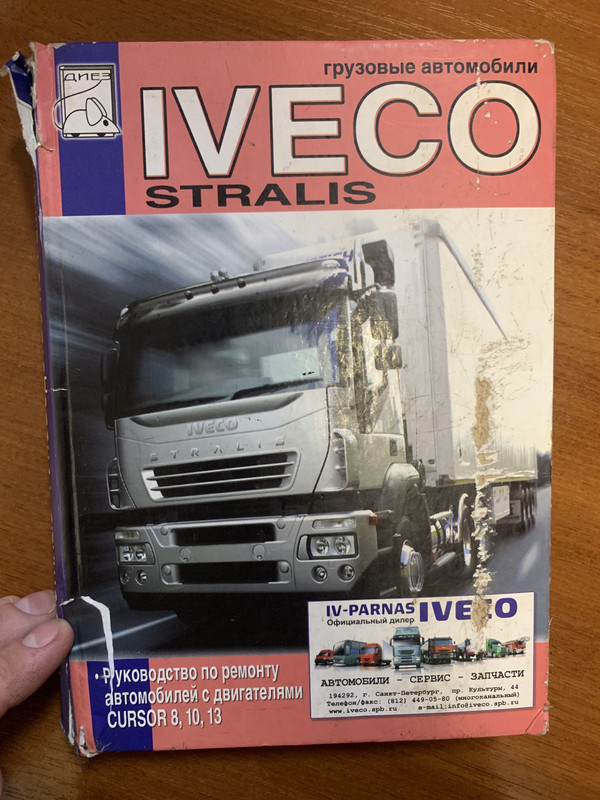 ДИЕЗ
грузовые автомобили
IVECO
STRALIS
IVECO
STRALIS
IV-PARNAS IVECO
Официальный дилер
АВТОМОБИЛИ - СЕРВИС - ЗАПЧАСТИ
194292, г. Санкт-Петербург, пр. Культуры, 44
Телефон/факс: (812) 449-05-80 (многоканальный)
www.iveco.spb.ru e-mail:info@iveco.spb.ru
• Руководство по ремонту
автомобилей с двигателями
CURSOR 8, 10, 13